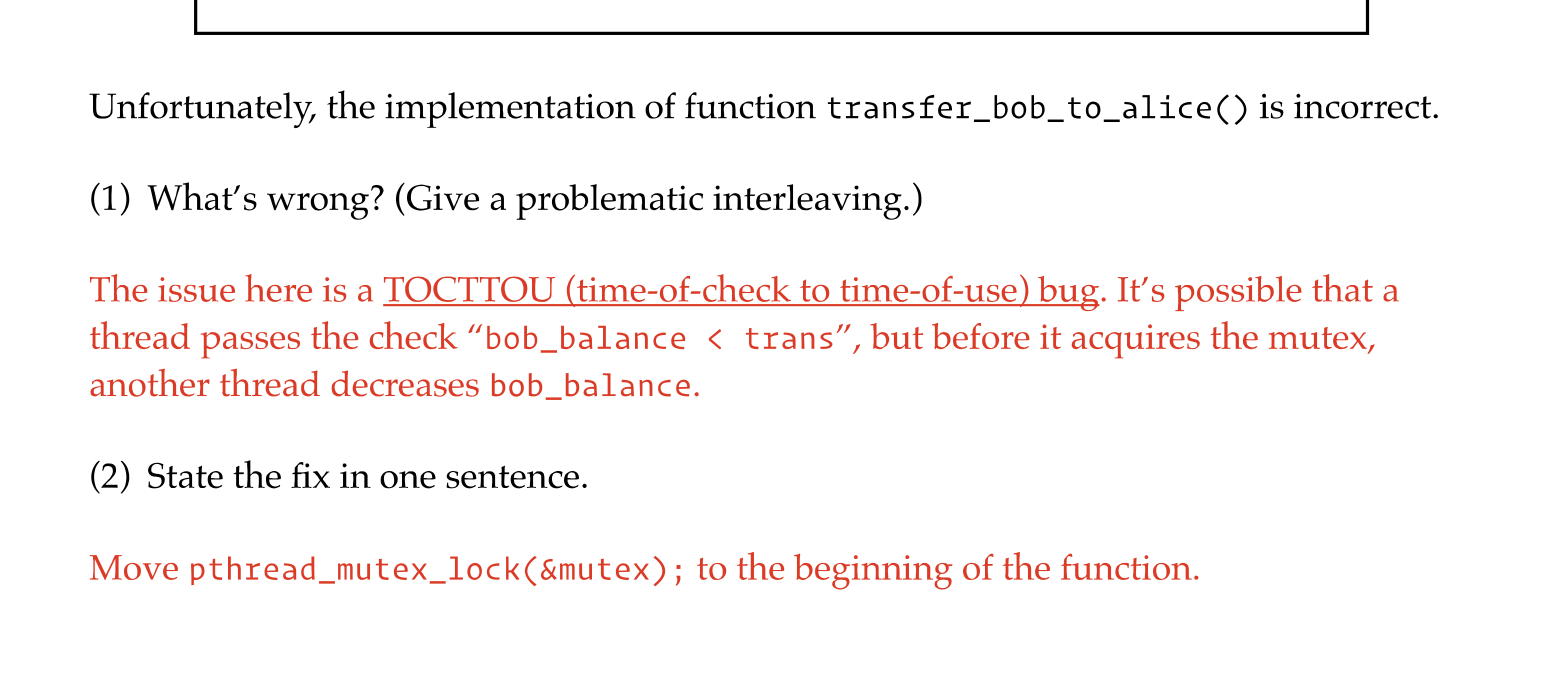 Unfortunately, the implementation of function transfer_bob_to_alice() is incorrect.
(1) What’s wrong? (Give a problematic interleaving.)
The issue here is a TOCTTOU (time-of-check to time-of-use) bug. It’s possible that a
thread passes the check “bob_balance < trans”, but before it acquires the mutex,
another thread decreases bob_balance.
(2) State the fix in one sentence.
Move pthread_mutex_lock(&mutex); to the beginning of the function.